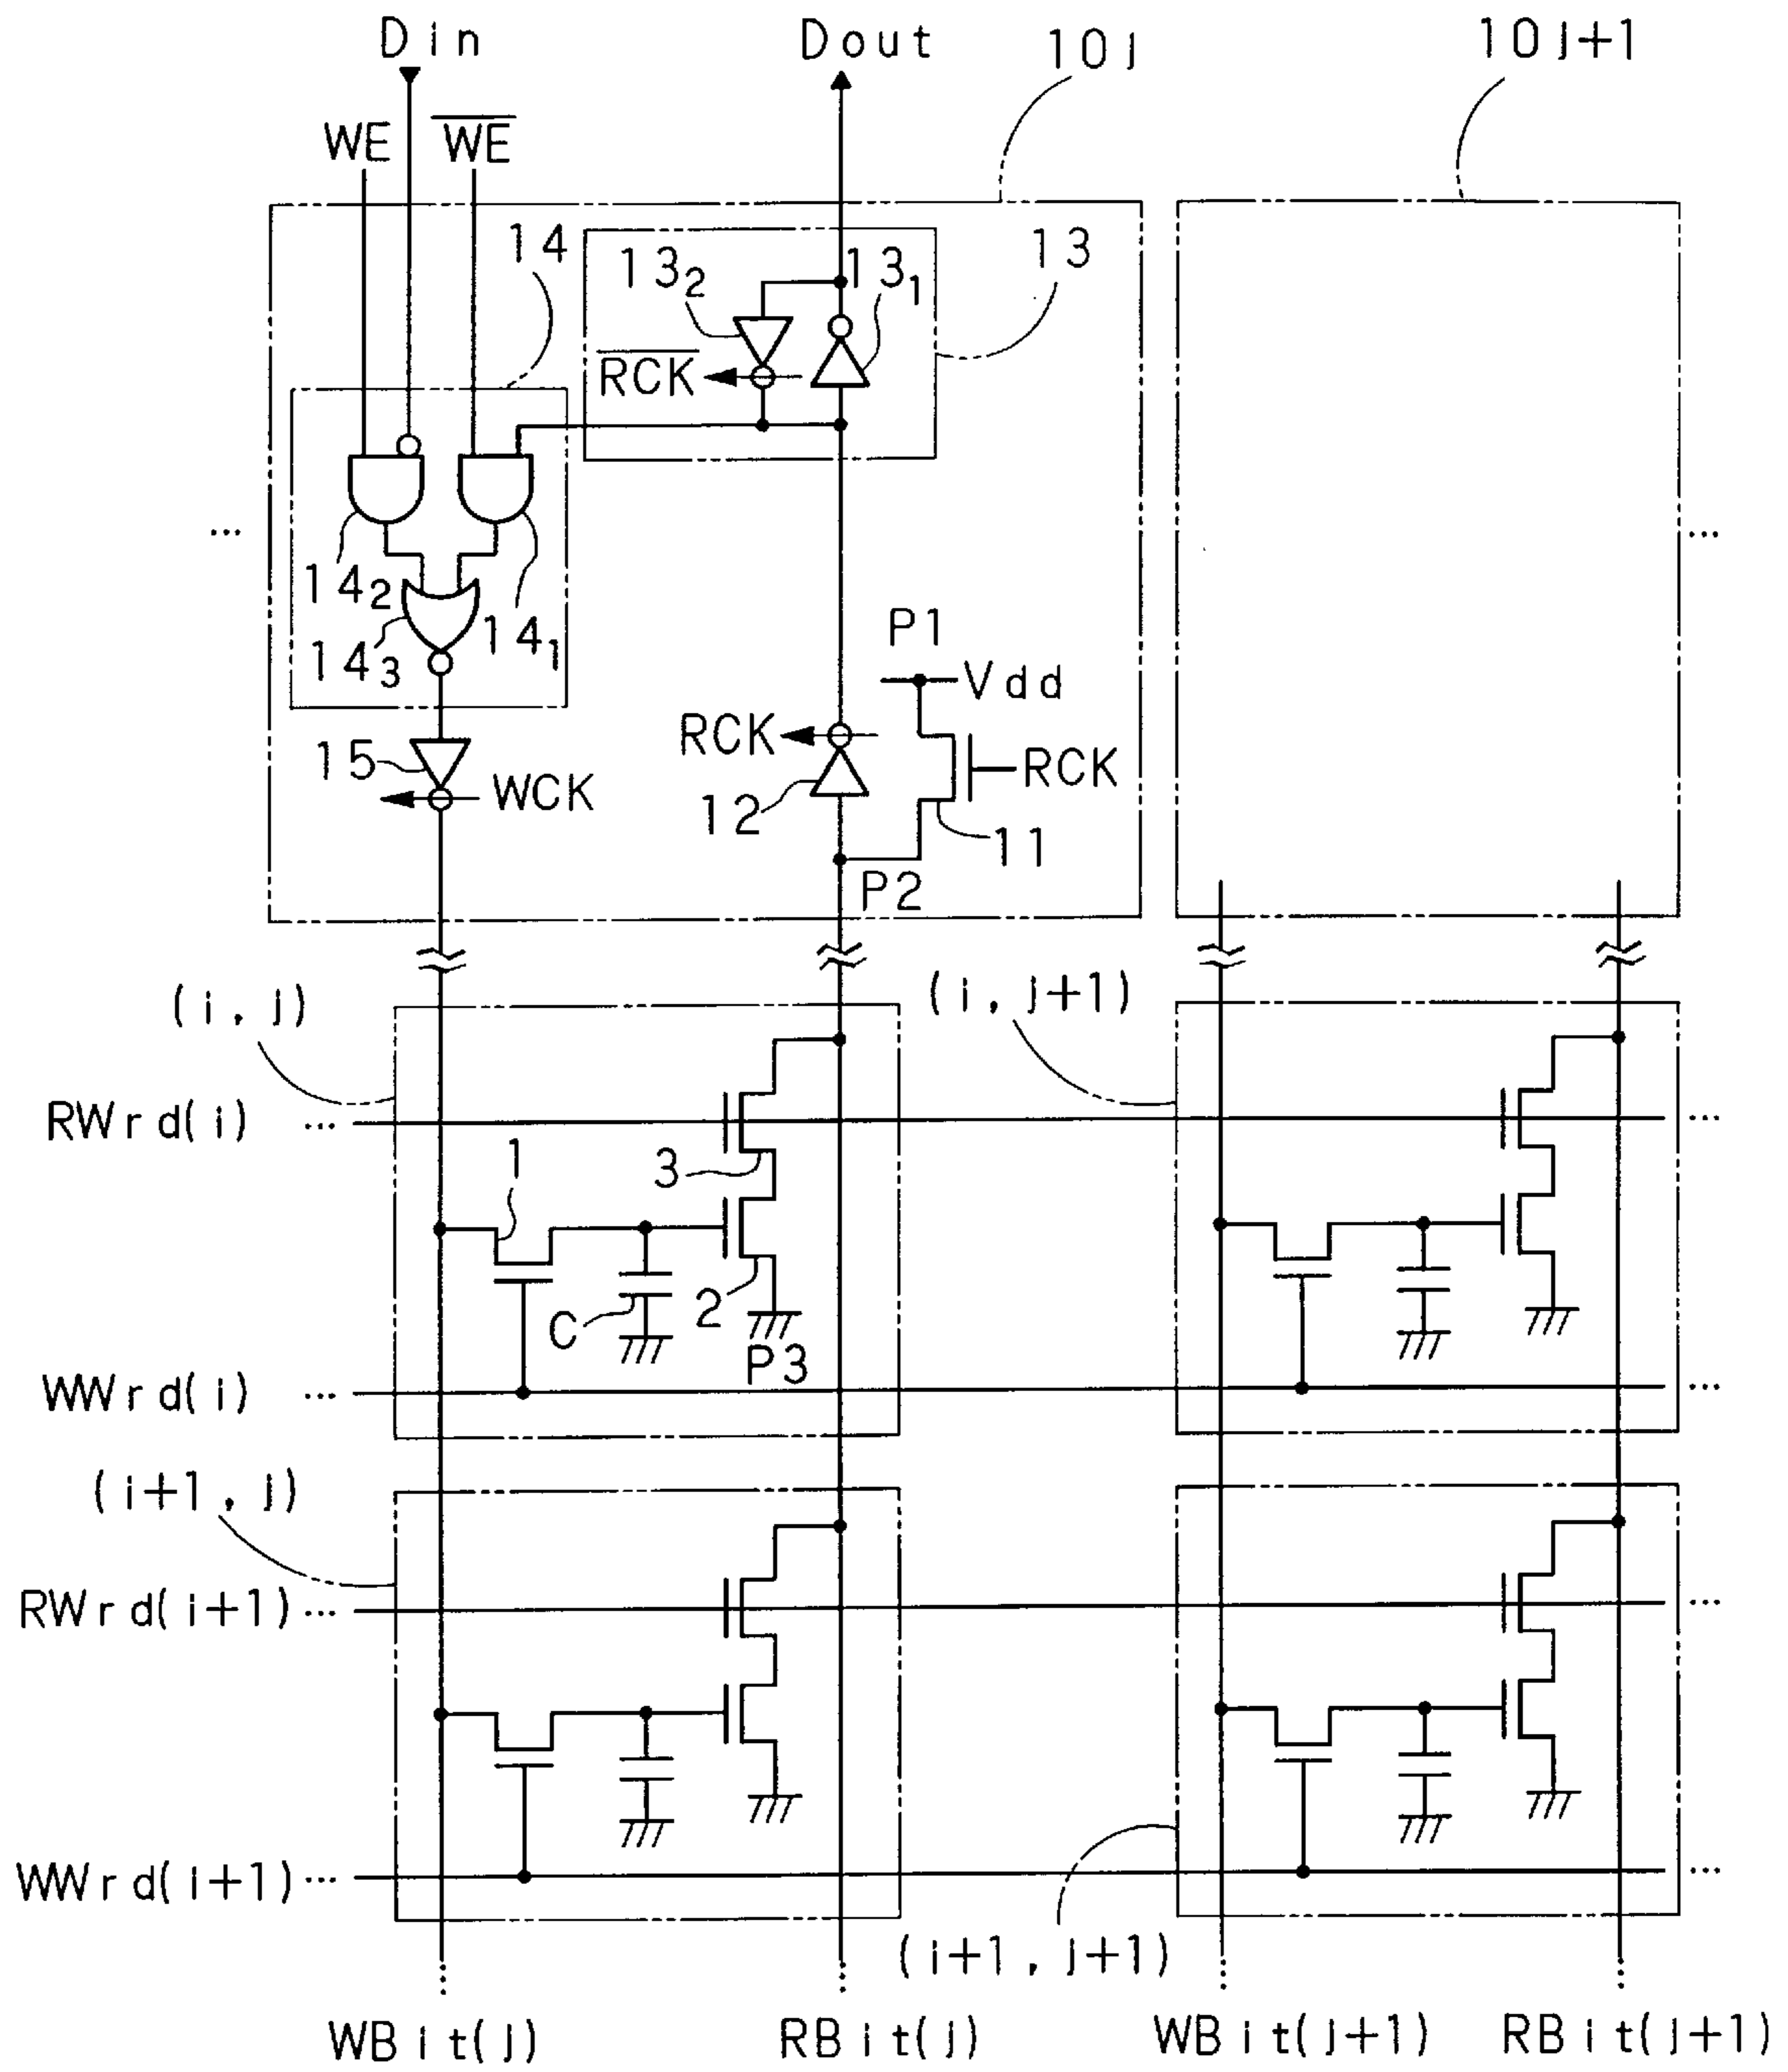 Din
Dout
10j
10j+1
WE
W̅E̅
14
13₂
13₁
13
R̅C̅K̅
14₂
14₁
14₃
P1
Vdd
RCK
RCK
15
WCK
12
11
P2
...
...
(i, j)
(i, j+1)
RWrd(i)
...
...
1
3
C
2
P3
WWrd(i)
...
...
(i+1, j)
RWrd(i+1)
...
...
WWrd(i+1)
...
...
(i+1, j+1)
WBit(j)
RBit(j)
WBit(j+1)
RBit(j+1)